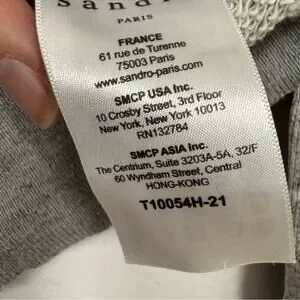 sandro
PARIS
FRANCE
61 rue de Turenne
75003 Paris
www.sandro-paris.com
SMCP USA Inc.
10 Crosby Street, 3rd Floor
New York, New York 10013
RN132784
SMCP ASIA Inc.
The Centrium, Suite 3203A-5A, 32/F
60 Wyndham Street, Central
HONG-KONG
T10054H-21